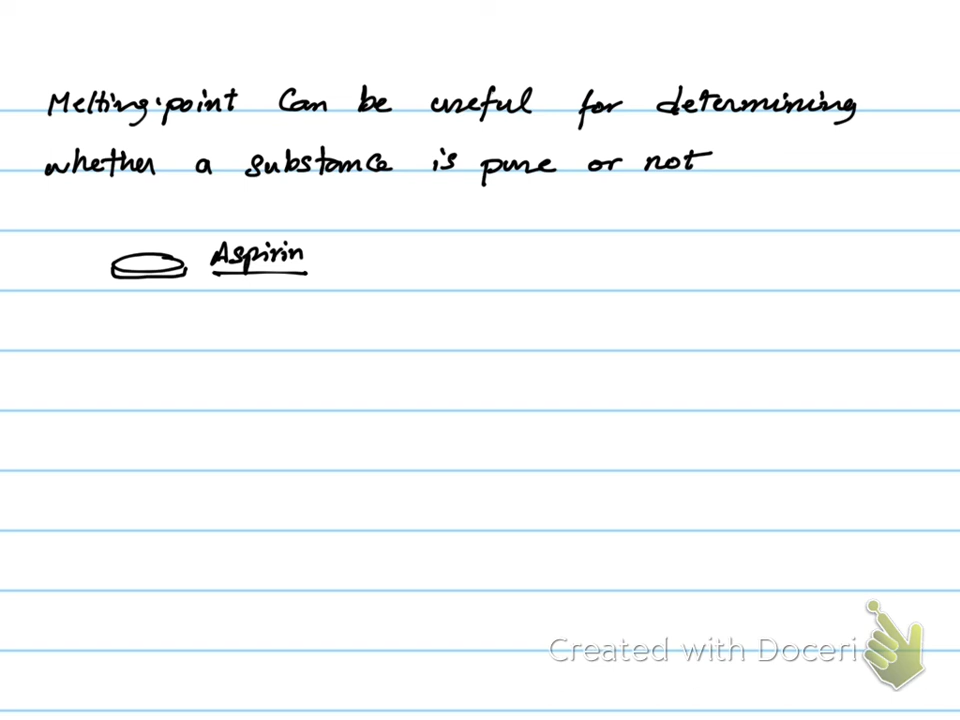 Melting.point Can be useful for determining
whether a substance is pure or not
Aspirin
Created with Doceri